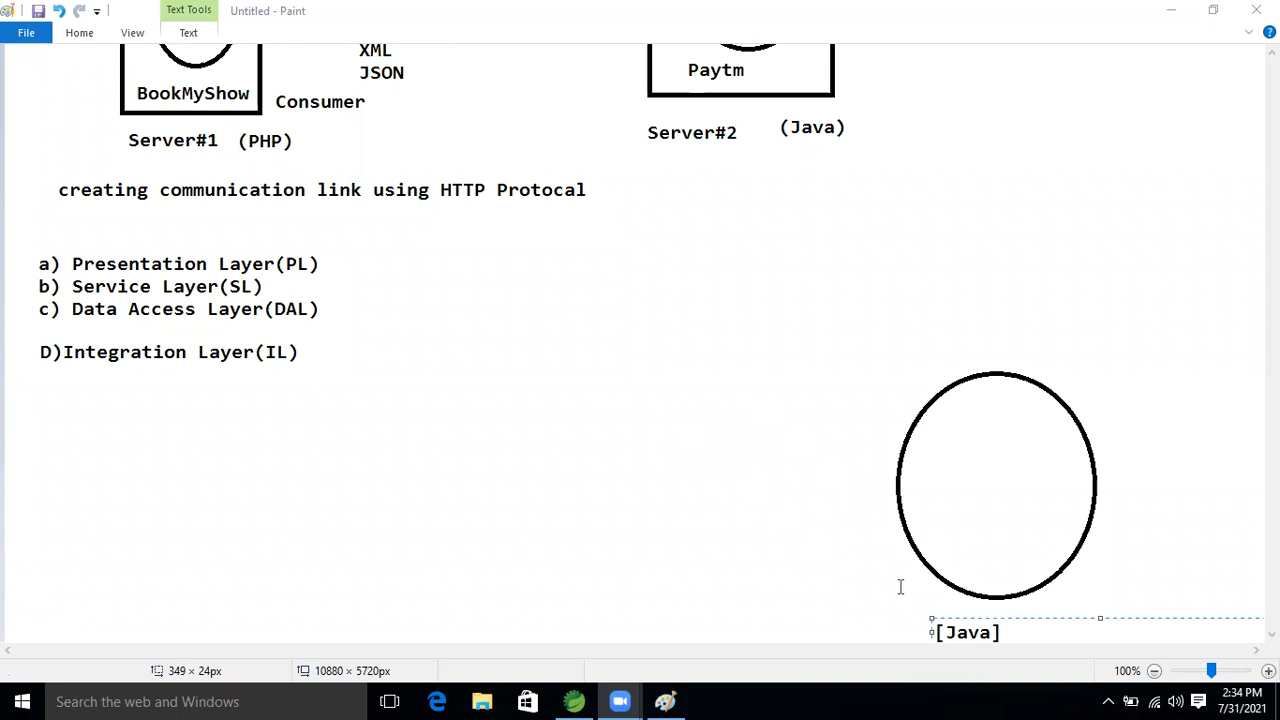 Text Tools
Untitled - Paint
File
Home
View
Text
XML
JSON
BookMyShow
Consumer
Server#1
(PHP)
Paytm
Server#2
(Java)
creating communication link using HTTP Protocal
a) Presentation Layer(PL)
b) Service Layer(SL)
c) Data Access Layer(DAL)
D)Integration Layer(IL)
[Java]
349 × 24px
10880 × 5720px
100%
Search the web and Windows
2:34 PM
7/31/2021